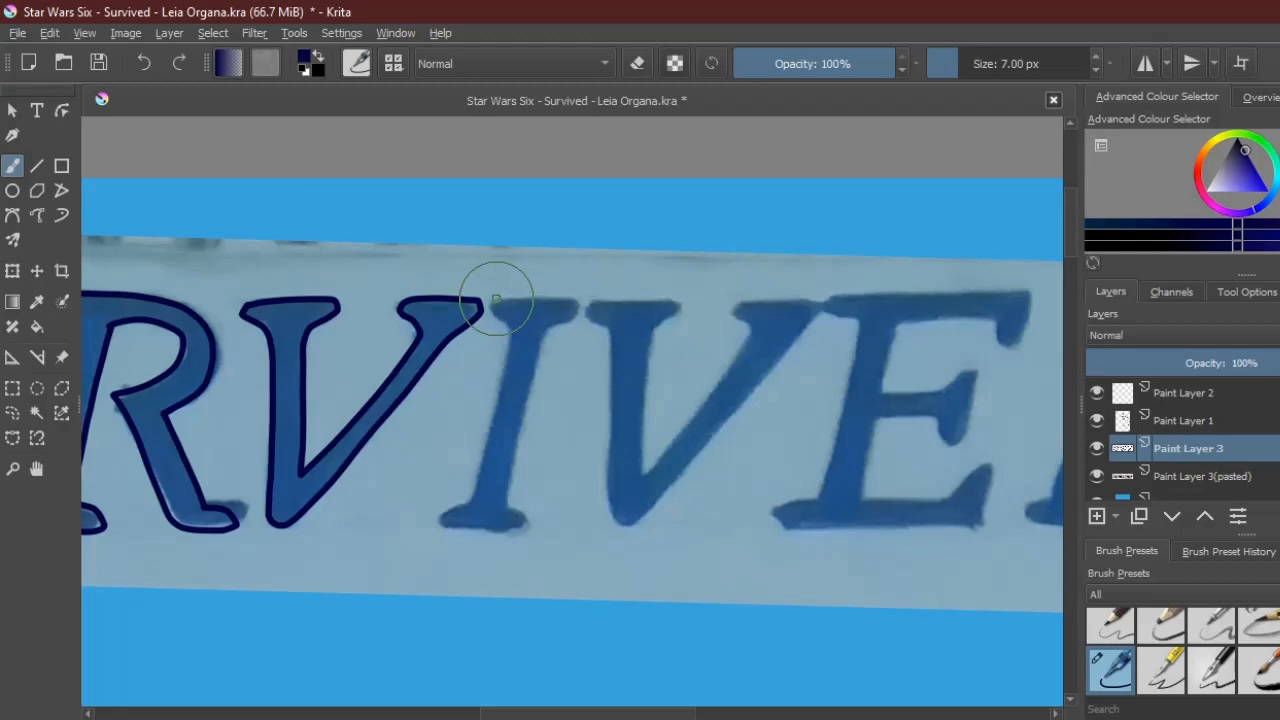 Star Wars Six - Survived - Leia Organa.kra (66.7 MiB) * - Krita
File Edit View Image Layer Select Filter Tools Settings Window Help
Normal Opacity: 100% Size: 7.00 px
Star Wars Six - Survived - Leia Organa.kra *
Advanced Colour Selector Overvie
Advanced Colour Selector
RVIVE
Layers Channels Tool Options
Layers
Normal
Opacity: 100%
Paint Layer 2
Paint Layer 1
Paint Layer 3
Paint Layer 3(pasted)
Brush Presets Brush Preset History
Brush Presets
All
Search